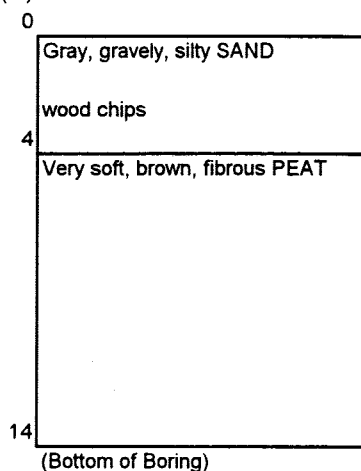 0
Gray, gravely, silty SAND
wood chips
4
Very soft, brown, fibrous PEAT
14
(Bottom of Boring)